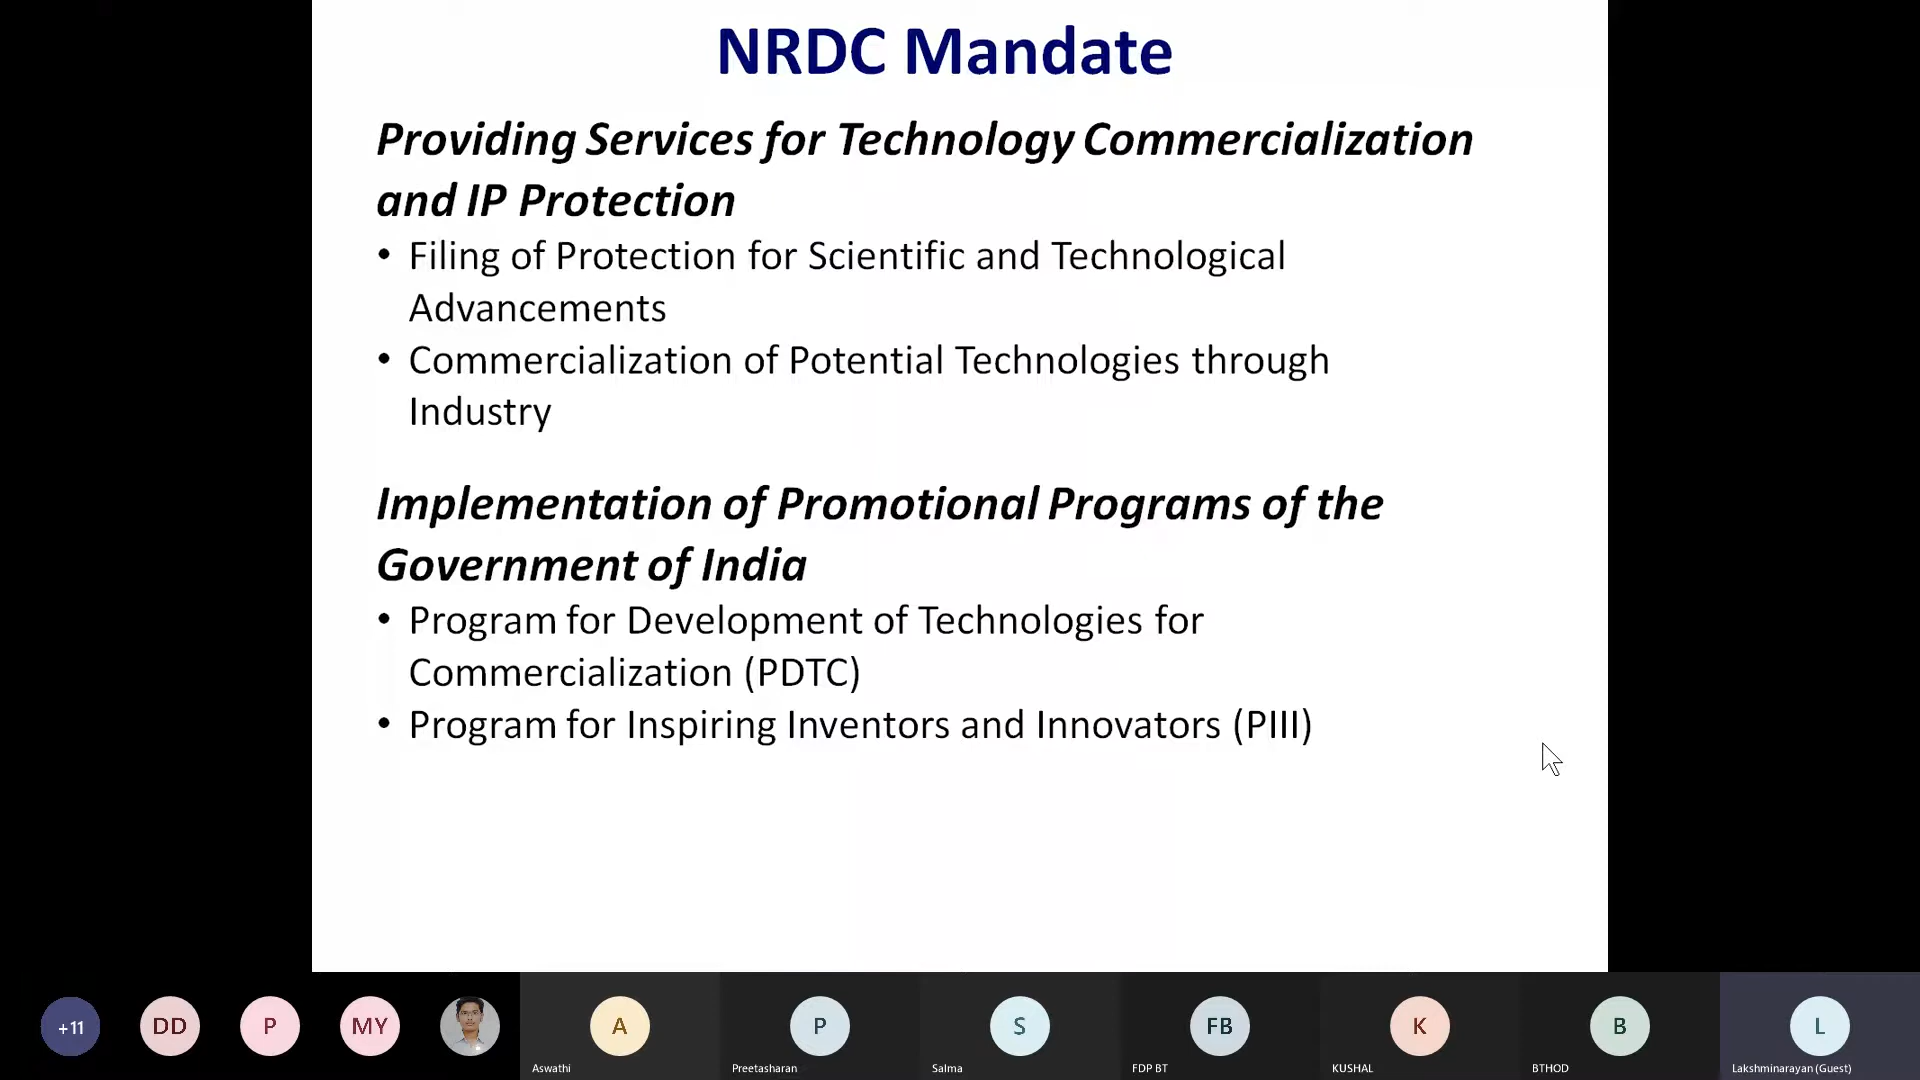 NRDC Mandate
Providing Services for Technology Commercialization
and IP Protection
• Filing of Protection for Scientific and Technological
Advancements
• Commercialization of Potential Technologies through
Industry
Implementation of Promotional Programs of the
Government of India
• Program for Development of Technologies for
Commercialization (PDTC)
• Program for Inspiring Inventors and Innovators (PIII)
+11
DD
P
MY
A
Aswathi
P
Preetasharan
S
Salma
FB
FDP BT
K
KUSHAL
B
BTHOD
L
Lakshminarayan (Guest)